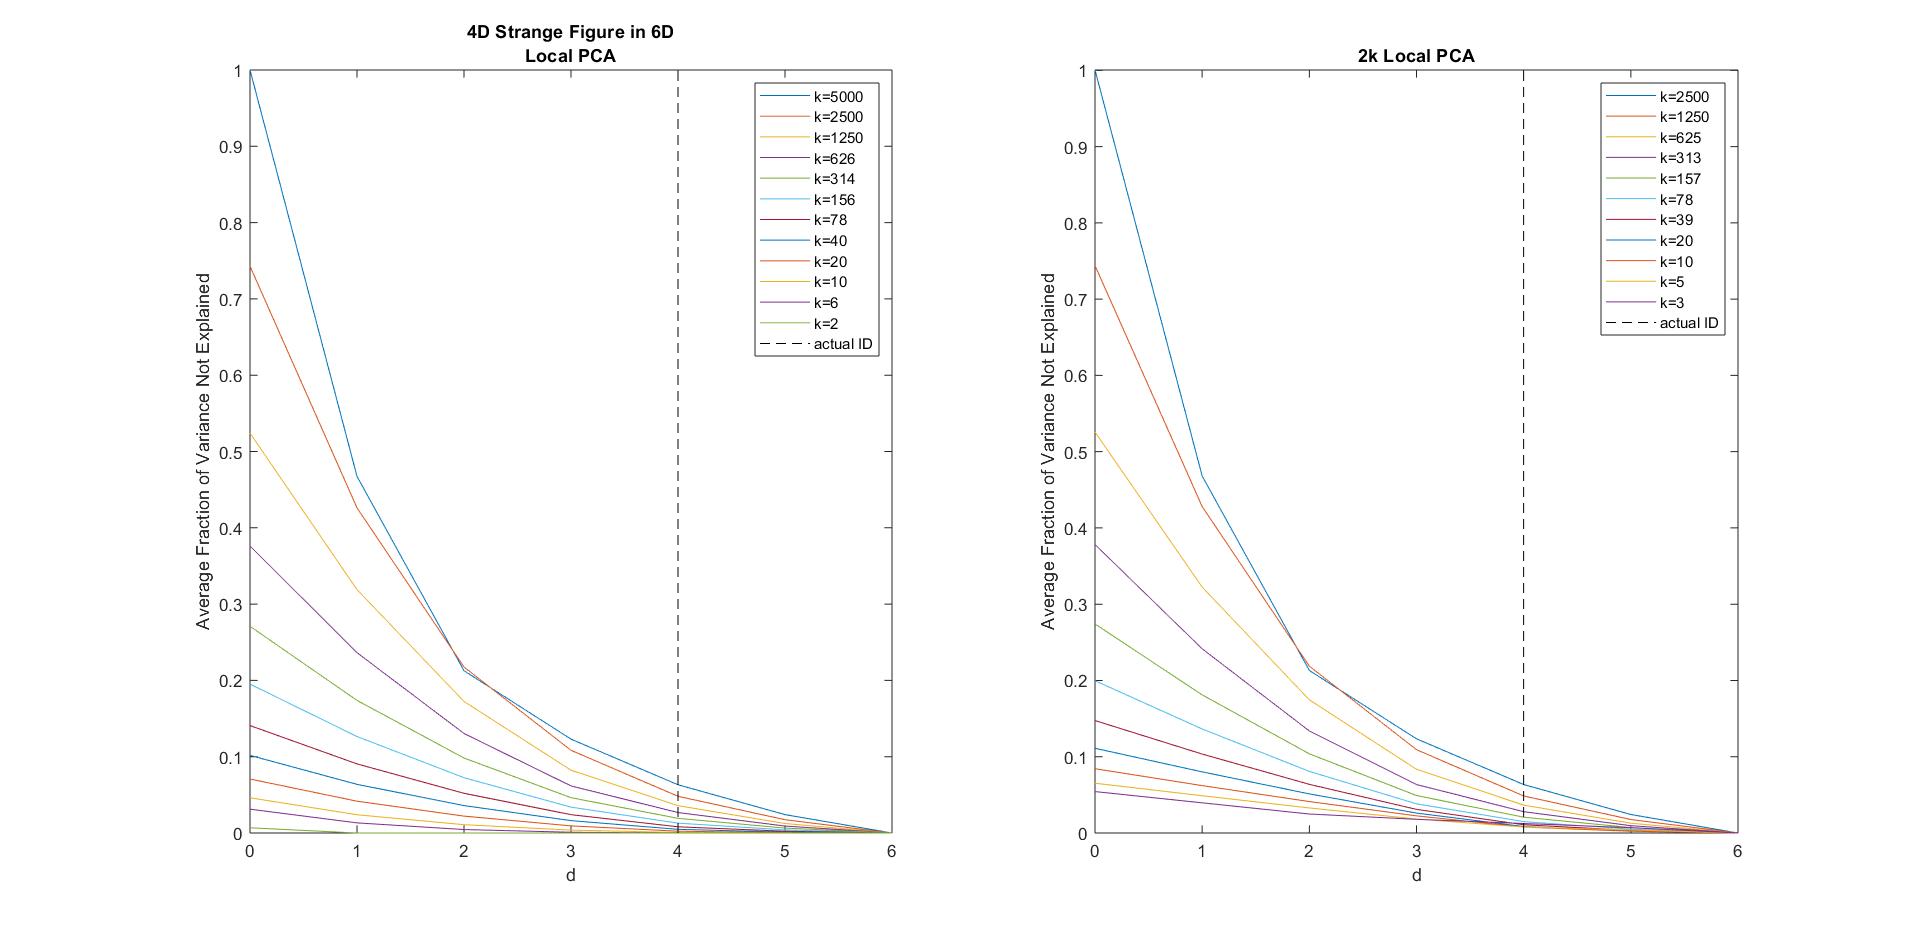 4D Strange Figure in 6D
Local PCA
1
0.9
0.8
0.7
0.6
0.5
0.4
0.3
0.2
0.1
0
Average Fraction of Variance Not Explained
0 1 2 3 4 5 6
d
k=5000
k=2500
k=1250
k=626
k=314
k=156
k=78
k=40
k=20
k=10
k=6
k=2
actual ID
2k Local PCA
1
0.9
0.8
0.7
0.6
0.5
0.4
0.3
0.2
0.1
0
Average Fraction of Variance Not Explained
0 1 2 3 4 5 6
d
k=2500
k=1250
k=625
k=313
k=157
k=78
k=39
k=20
k=10
k=5
k=3
actual ID